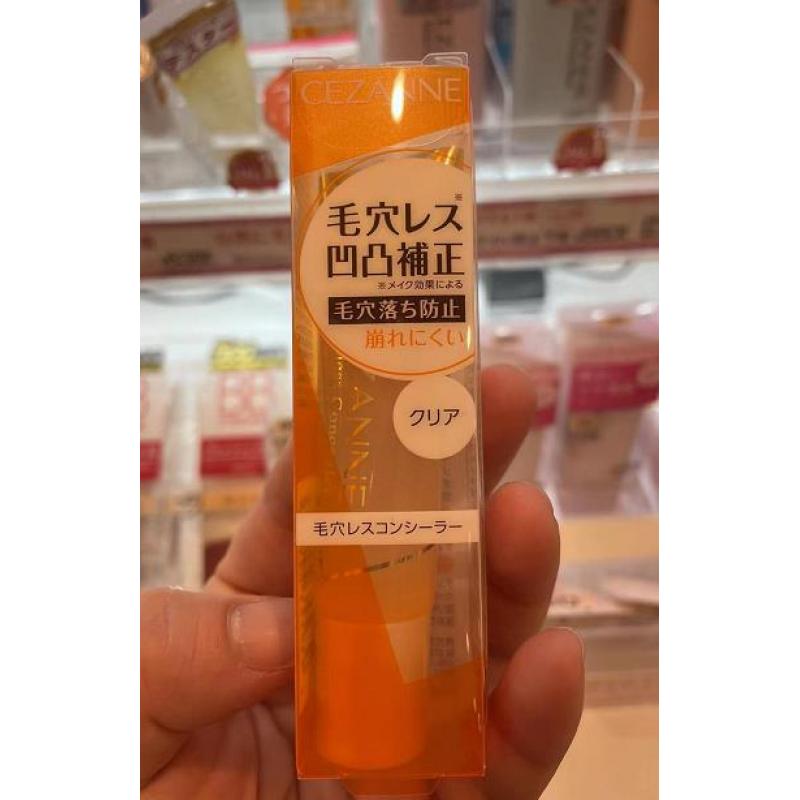 CEZANNE
毛穴レス※
凹凸補正
※メイク効果による
毛穴落ち防止
崩れにくい
クリア
毛穴レスコンシーラー